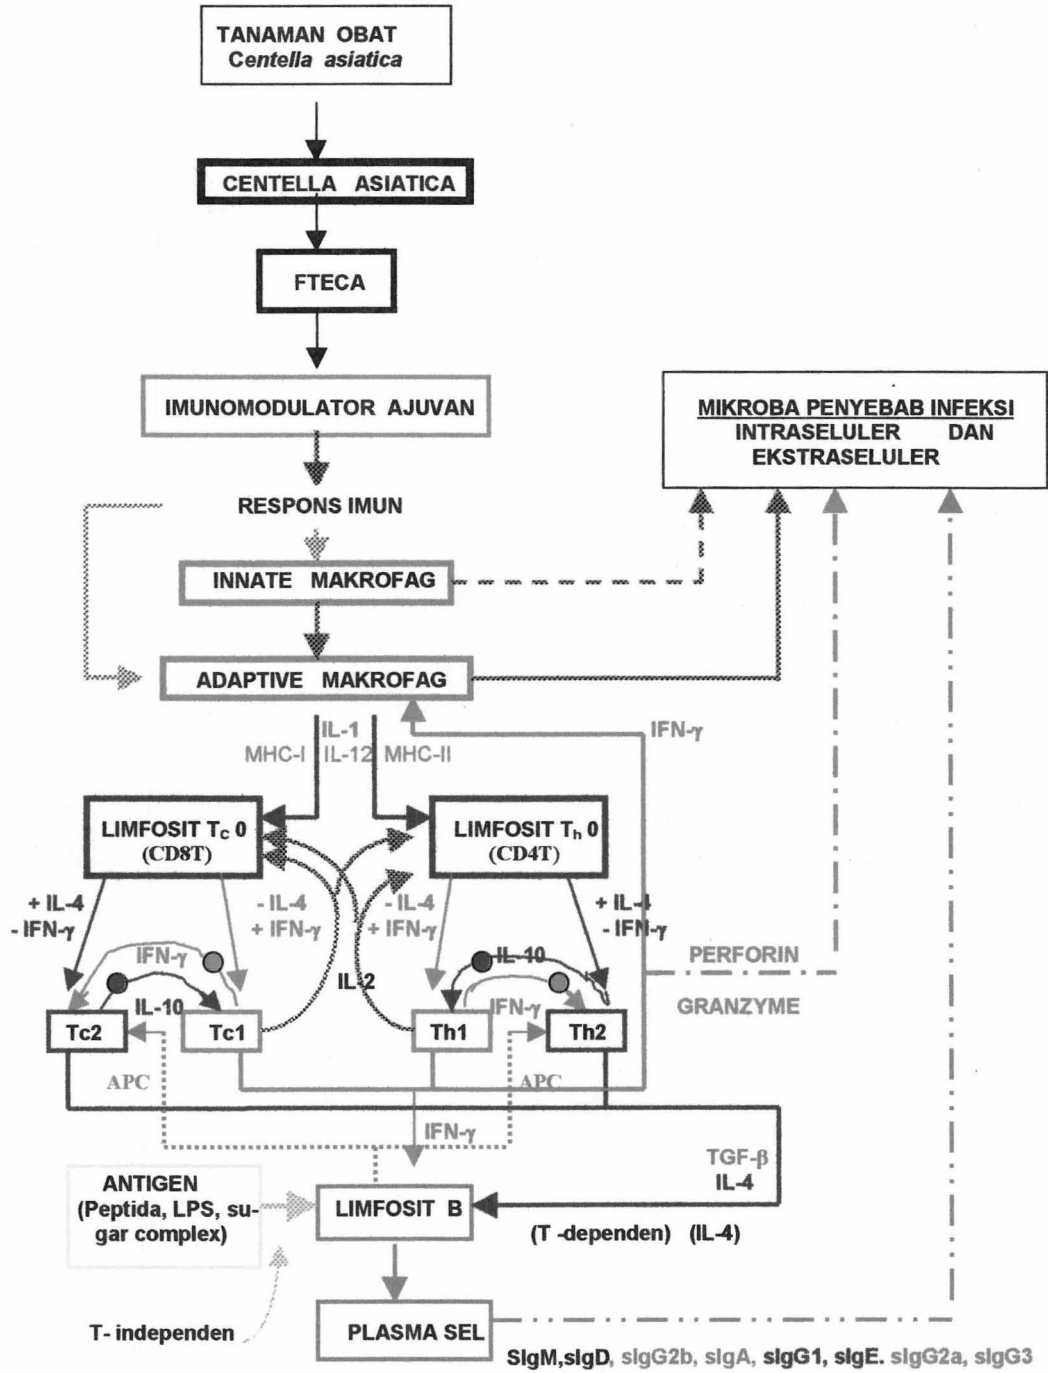 TANAMAN OBAT
Centella asiatica
CENTELLA ASIATICA
FTECA
IMUNOMODULATOR AJUVAN
MIKROBA PENYEBAB INFEKSI
INTRASELULER DAN
EKSTRASELULER
RESPONS IMUN
INNATE MAKROFAG
ADAPTIVE MAKROFAG
IL-1
IFN-γ
MHC-I IL-12 MHC-II
LIMFOSIT Tc 0
(CD8T)
LIMFOSIT Th 0
(CD4T)
+ IL-4
- IFN-γ
- IL-4
+ IFN-γ
- IL-4
+ IFN-γ
+ IL-4
- IFN-γ
IFN-γ
IL-10
PERFORIN
IL-2
IL-10
IFN-γ
GRANZYME
Tc2
Tc1
Th1
Th2
APC
APC
IFN-γ
TGF-β
IL-4
ANTIGEN
(Peptida, LPS, su-
gar complex)
LIMFOSIT B
(T -dependen) (IL-4)
T- independen
PLASMA SEL
SIgM,sIgD, sIgG2b, sIgA, sIgG1, sIgE. sIgG2a, sIgG3